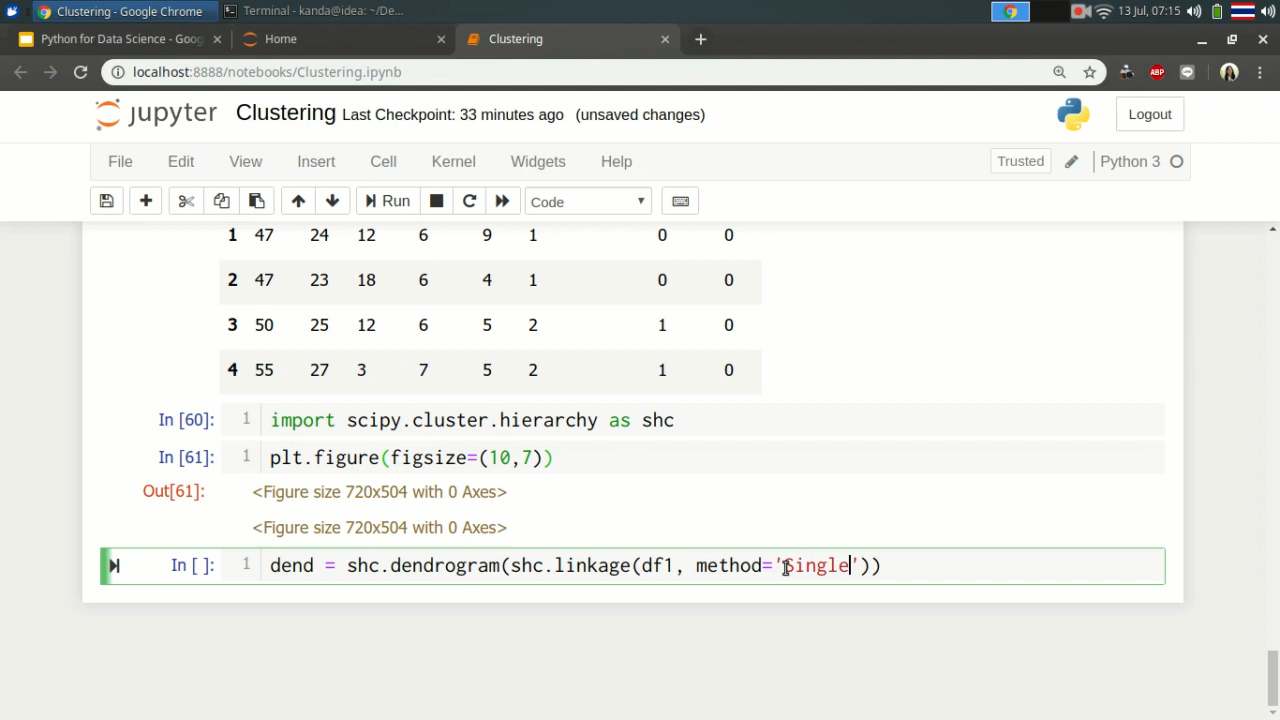 Clustering - Google Chrome
Terminal - kanda@idea: ~/De...
13 Jul, 07:15
Python for Data Science - Goog
Home
Clustering
localhost:8888/notebooks/Clustering.ipynb
ABP
jupyter Clustering Last Checkpoint: 33 minutes ago (unsaved changes)
Logout
File Edit View Insert Cell Kernel Widgets Help
Trusted
Python 3
Run
Code
1 47 24 12 6 9 1 0 0
2 47 23 18 6 4 1 0 0
3 50 25 12 6 5 2 1 0
4 55 27 3 7 5 2 1 0
In [60]: 1 import scipy.cluster.hierarchy as shc
In [61]: 1 plt.figure(figsize=(10,7))
Out[61]: <Figure size 720x504 with 0 Axes>
<Figure size 720x504 with 0 Axes>
In [ ]: 1 dend = shc.dendrogram(shc.linkage(df1, method='Single'))